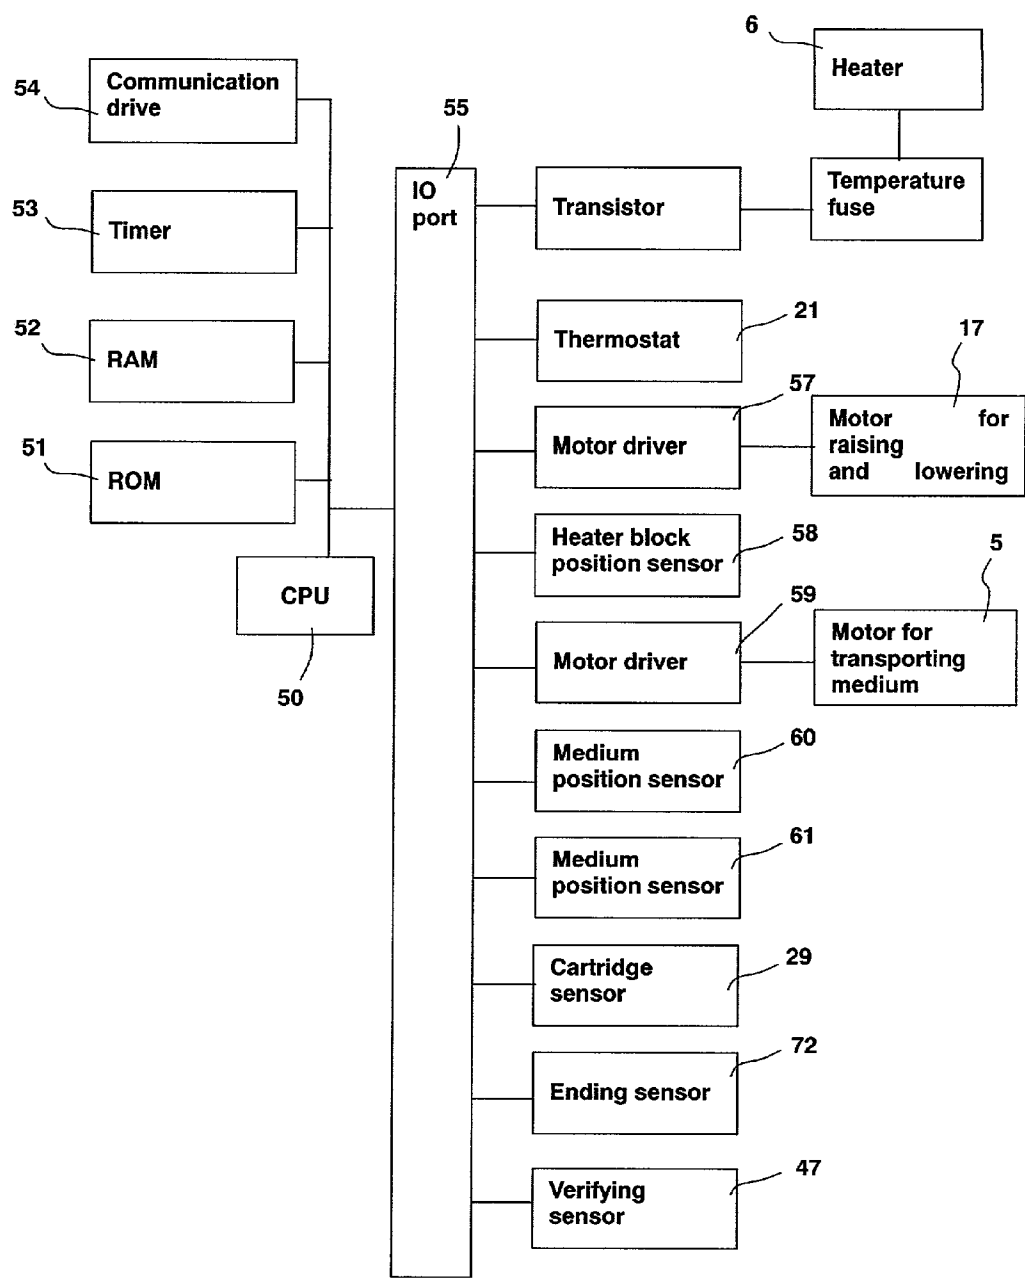 6
Heater
54
Communication
drive
55
IO
port
Transistor
Temperature
fuse
53
Timer
21
Thermostat
52
RAM
17
57
Motor driver
Motor for
raising
and lowering
51
ROM
Heater block
position sensor
58
5
CPU
50
59
Motor driver
Motor for
transporting
medium
60
Medium
position sensor
61
Medium
position sensor
29
Cartridge
sensor
72
Ending sensor
47
Verifying
sensor